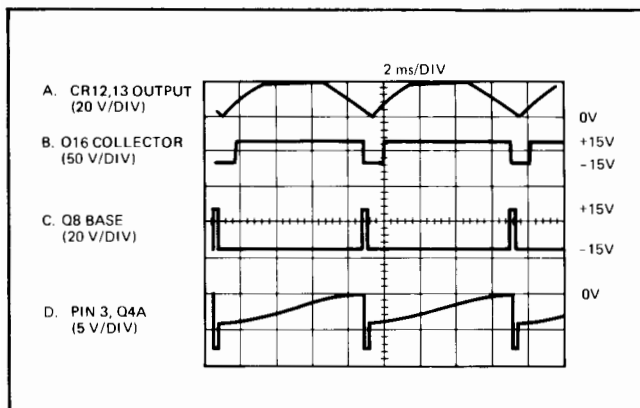 2 ms/DIV
A. CR12,13 OUTPUT
(20 V/DIV)
0V
B. Q16 COLLECTOR
(50 V/DIV)
+15V
-15V
C. Q8 BASE
(20 V/DIV)
+15V
-15V
D. PIN 3, Q4A
(5 V/DIV)
0V